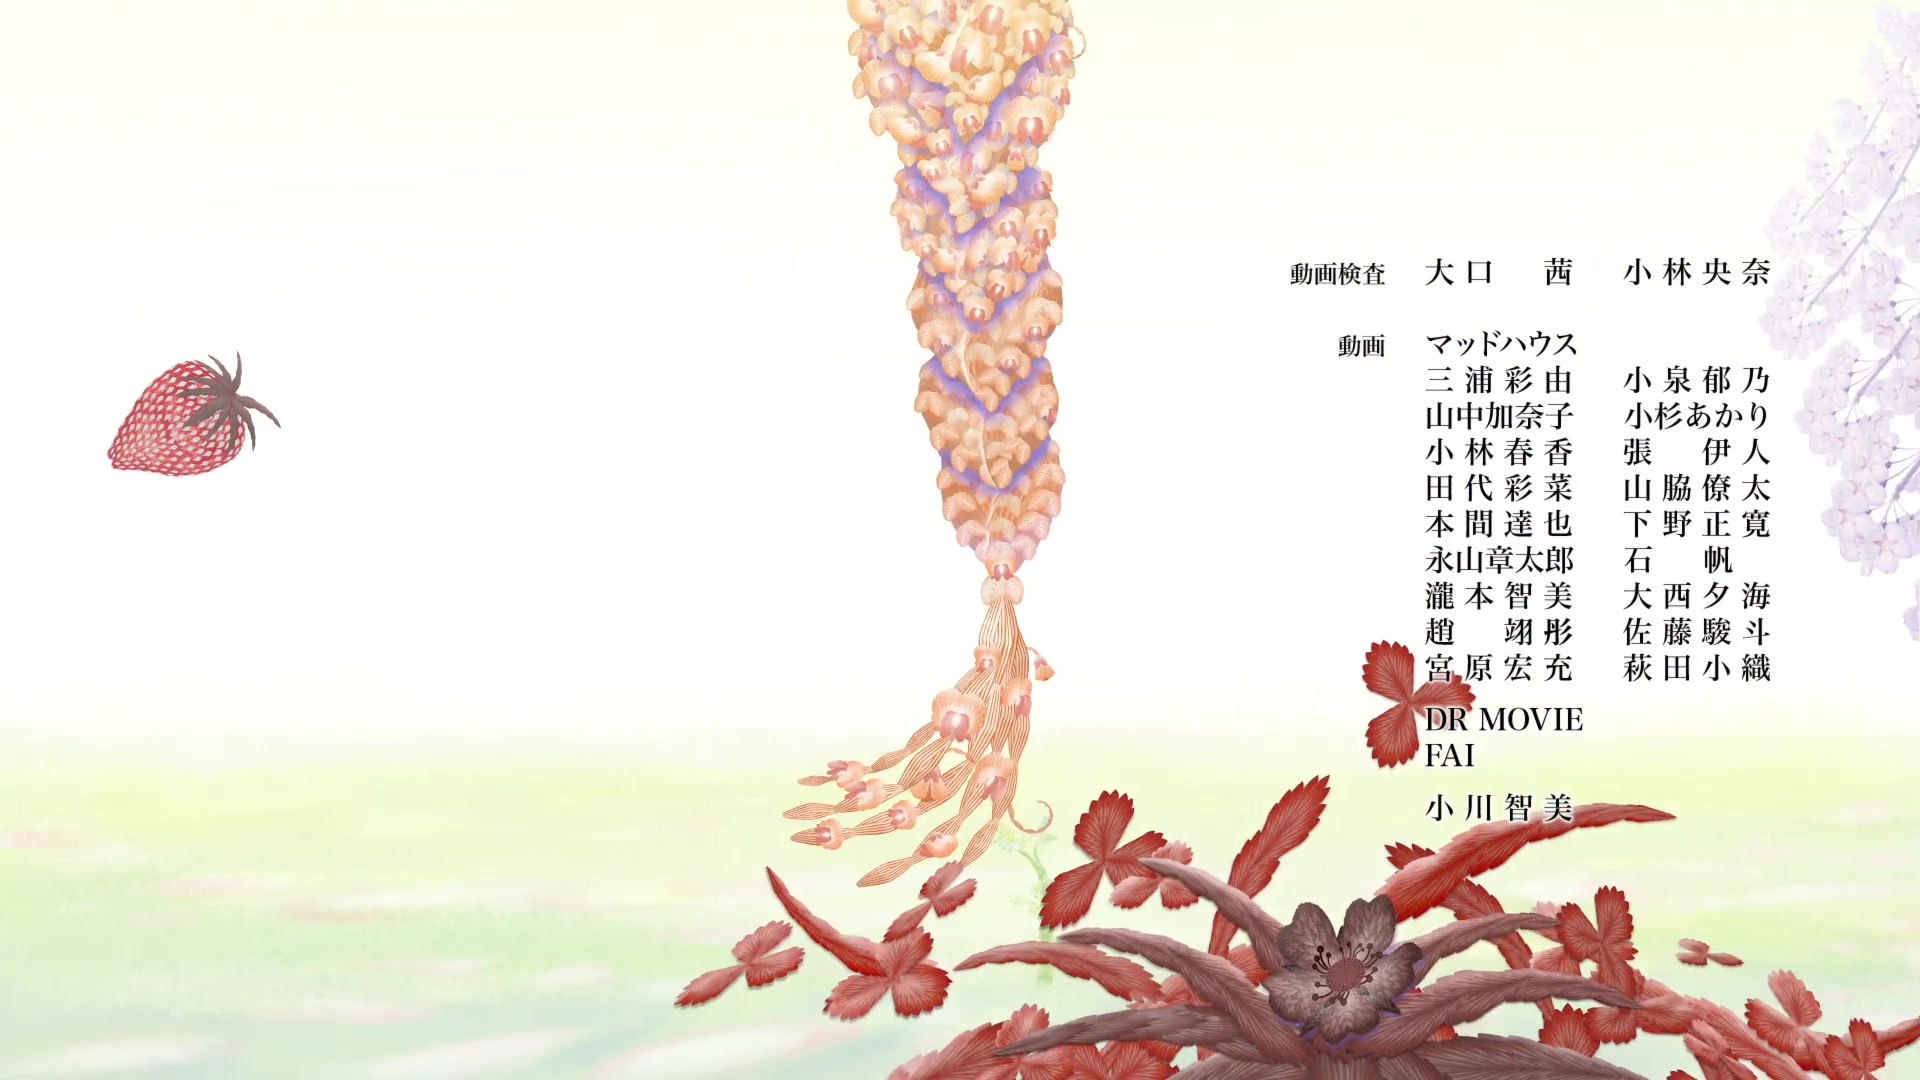 動画検査 大口 茜 小林央奈
動画 マッドハウス
三浦彩由 小泉郁乃
山中加奈子 小杉あかり
小林春香 張 伊人
田代彩菜 山脇僚太
本間達也 下野正寛
永山章太郎 石 帆
瀧本智美 大西夕海
趙 翊彤 佐藤駿斗
宮原宏充 萩田小織
DR MOVIE
FAI
小川智美